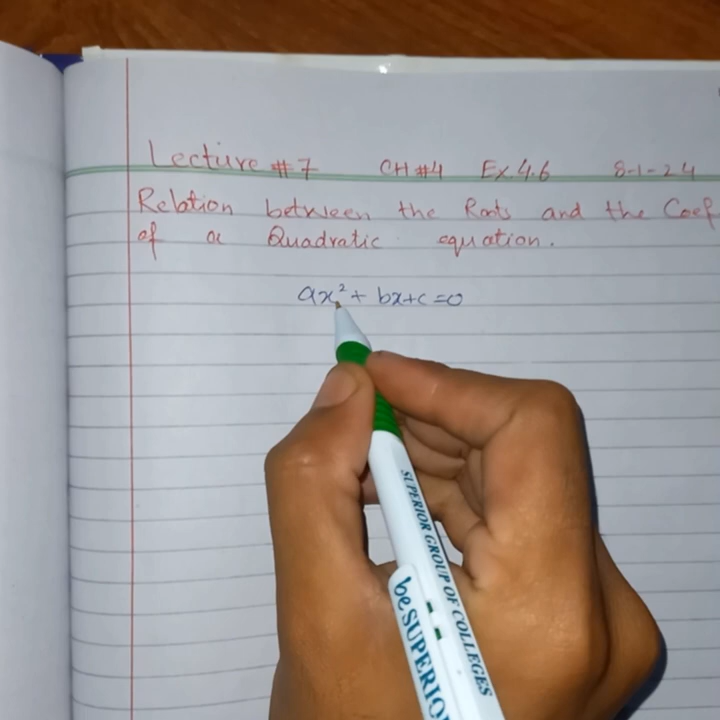 Lecture #7 CH #4 Ex 4.6 8-1-24
Relation between the Roots and the Coef
of a Quadratic equation.
ax²+ bx+c =0
SUPERIOR GROUP OF COLLEGES
be SUPERIO